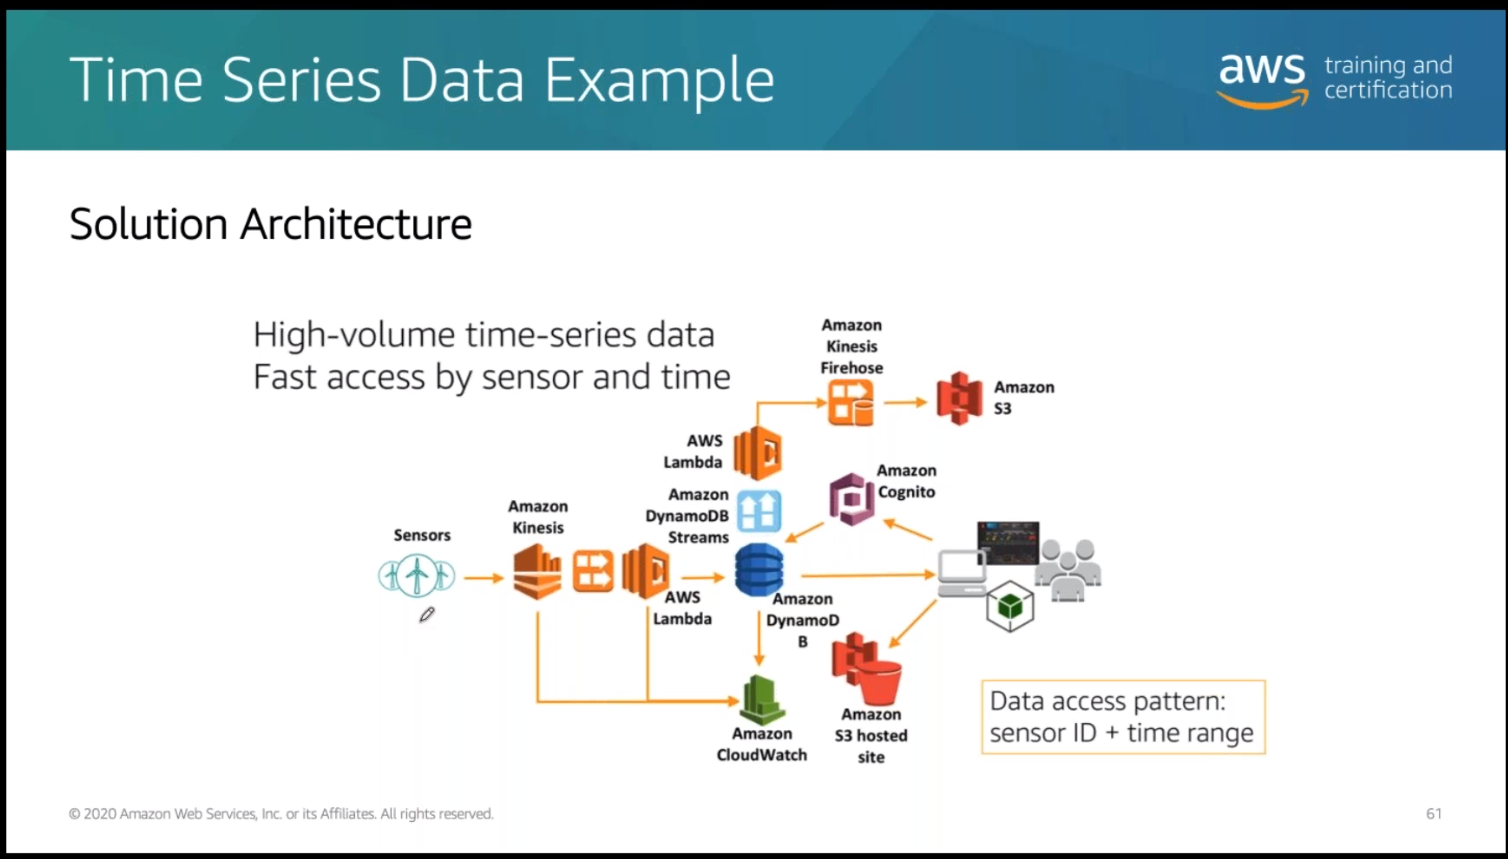 Time Series Data Example
aws
training and
certification
Solution Architecture
High-volume time-series data
Fast access by sensor and time
Amazon
Kinesis
Firehose
Amazon
S3
AWS
Lambda
Amazon
Cognito
Amazon
DynamoDB
Streams
Amazon
Kinesis
Sensors
AWS
Lambda
Amazon
DynamoD
B
Amazon
CloudWatch
Amazon
S3 hosted
site
Data access pattern:
sensor ID + time range
© 2020 Amazon Web Services, Inc. or its Affiliates. All rights reserved.
61